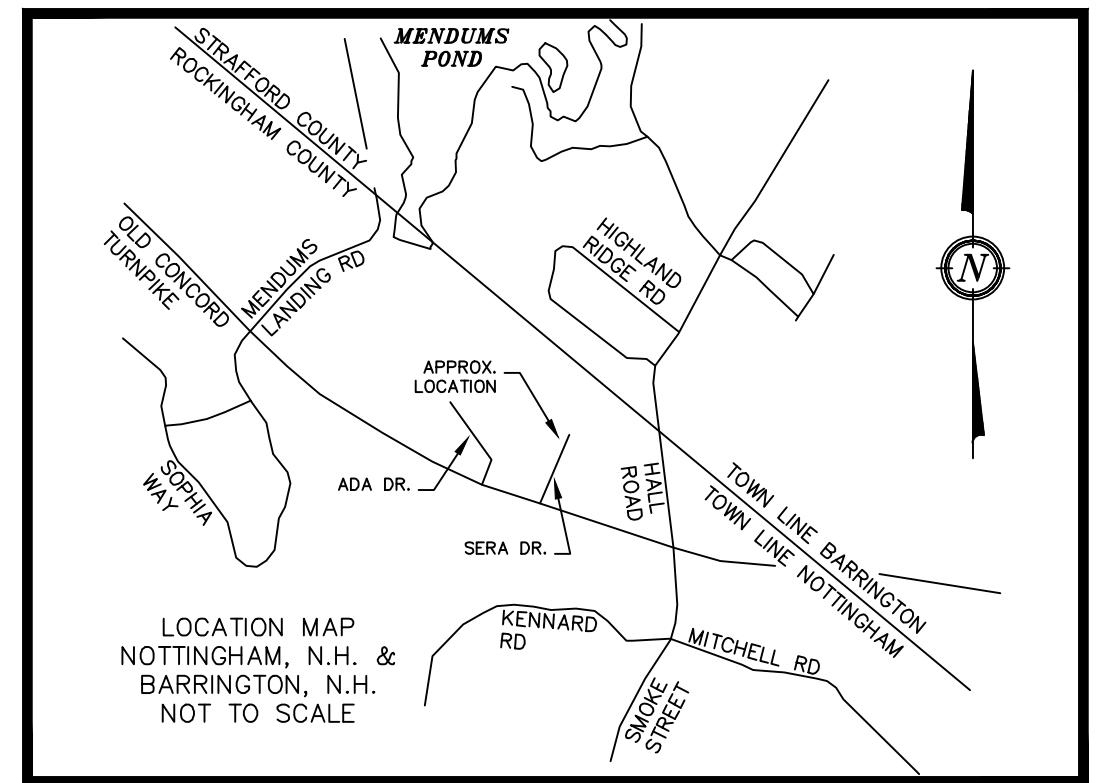 MENDUMS
POND
STRAFFORD COUNTY
ROCKINGHAM COUNTY
OLD CONCORD
TURNPIKE
MENDUMS
LANDING RD
HIGHLAND
RIDGE RD
N
APPROX.
LOCATION
ADA DR.
SOPHIA
WAY
SERA DR.
HALL
ROAD
TOWN LINE BARRINGTON
TOWN LINE NOTTINGHAM
KENNARD
RD
MITCHELL RD
SMOKE
STREET
LOCATION MAP
NOTTINGHAM, N.H. &
BARRINGTON, N.H.
NOT TO SCALE